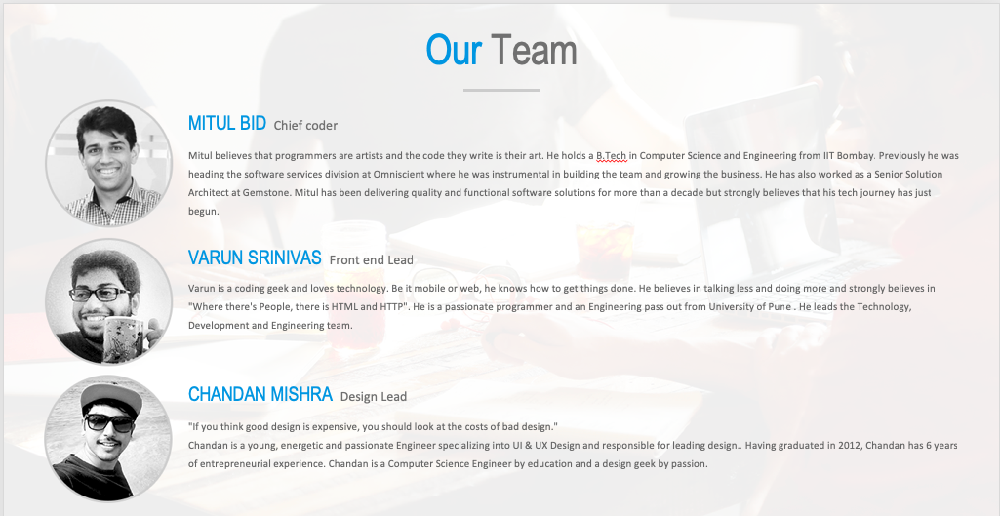 Our Team
MITUL BID Chief coder
Mitul believes that programmers are artists and the code they write is their art. He holds a B.Tech in Computer Science and Engineering from IIT Bombay. Previously he was
heading the software services division at Omniscient where he was instrumental in building the team and growing the business. He has also worked as a Senior Solution
Architect at Gemstone. Mitul has been delivering quality and functional software solutions for more than a decade but strongly believes that his tech journey has just
begun.
VARUN SRINIVAS Front end Lead
Varun is a coding geek and loves technology. Be it mobile or web, he knows how to get things done. He believes in talking less and doing more and strongly believes in
"Where there's People, there is HTML and HTTP". He is a passionate programmer and an Engineering pass out from University of Pune . He leads the Technology,
Development and Engineering team.
CHANDAN MISHRA Design Lead
"If you think good design is expensive, you should look at the costs of bad design."
Chandan is a young, energetic and passionate Engineer specializing into UI & UX Design and responsible for leading design.. Having graduated in 2012, Chandan has 6 years
of entrepreneurial experience. Chandan is a Computer Science Engineer by education and a design geek by passion.